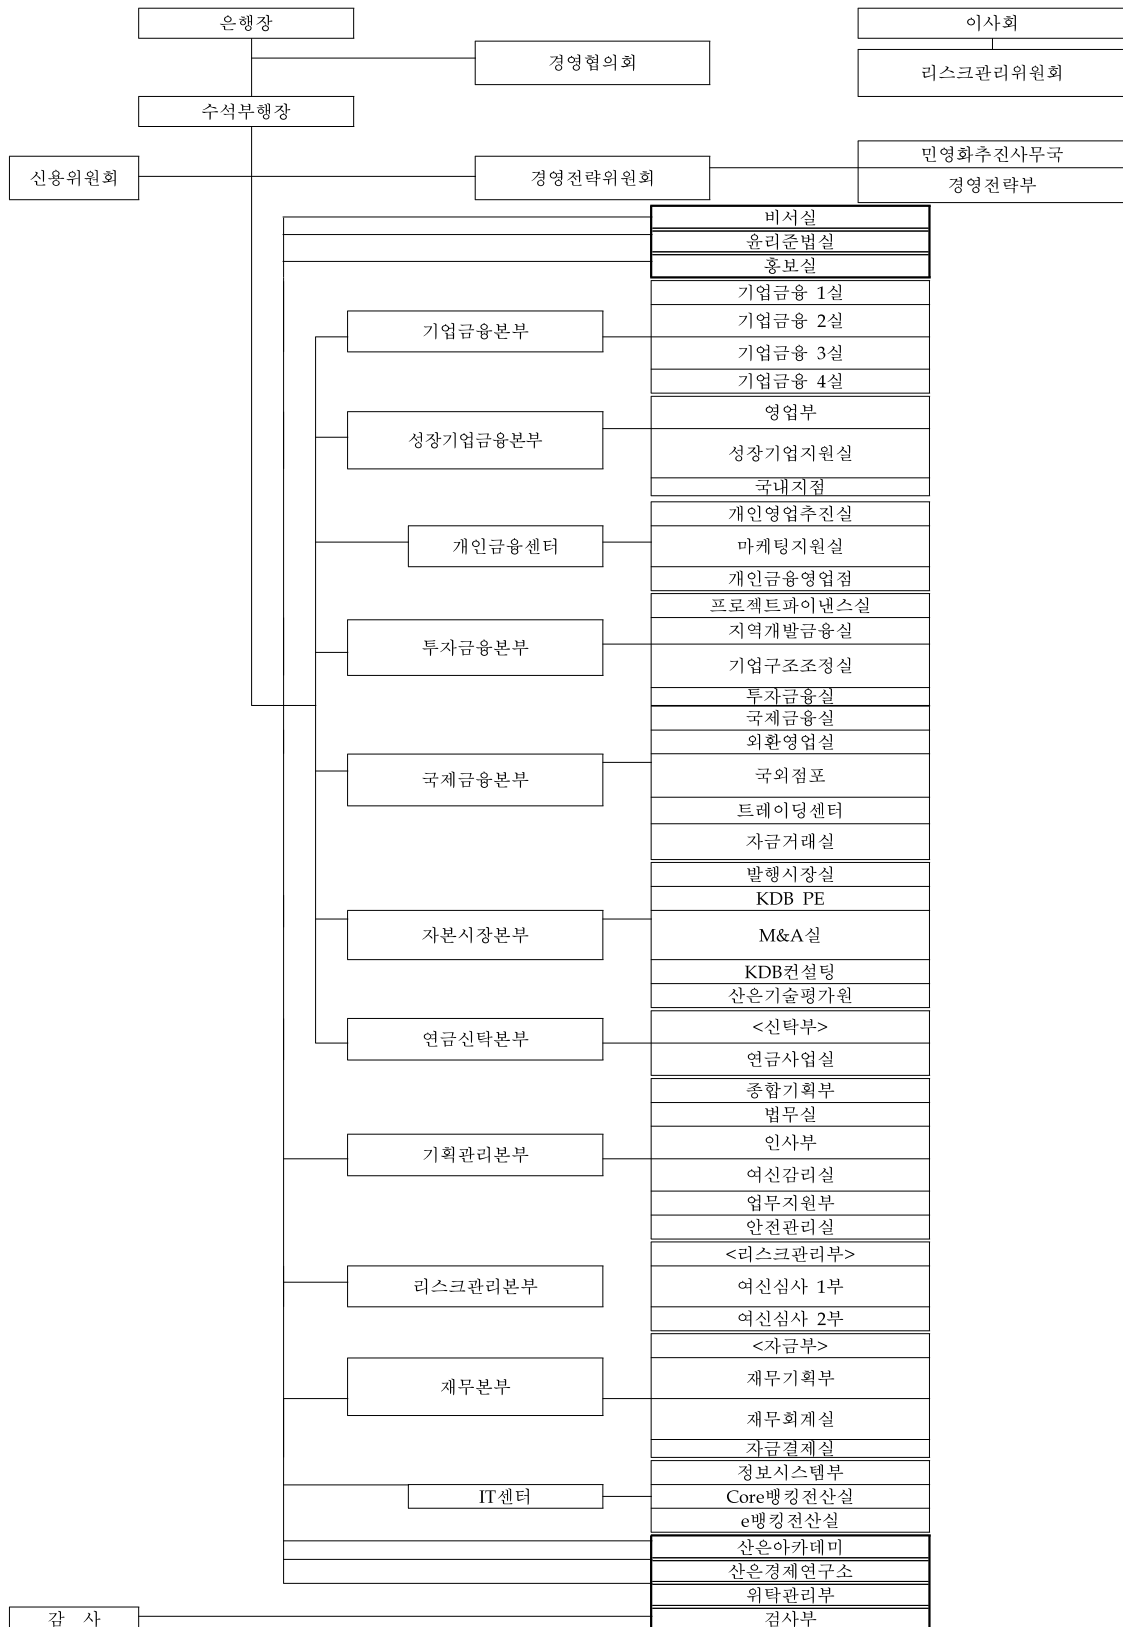 은행장
이사회
경영협의회
리스크관리위원회
수석부행장
신용위원회
경영전략위원회
민영화추진사무국
경영전략부
비서실
윤리준법실
홍보실
기업금융본부
기업금융 1실
기업금융 2실
기업금융 3실
기업금융 4실
성장기업금융본부
영업부
성장기업지원실
국내지점
개인금융센터
개인영업추진실
마케팅지원실
개인금융영업점
투자금융본부
프로젝트파이낸스실
지역개발금융실
기업구조조정실
투자금융실
국제금융본부
국제금융실
외환영업실
국외점포
트레이딩센터
자금거래실
자본시장본부
발행시장실
KDB PE
M&A실
KDB컨설팅
산은기술평가원
연금신탁본부
<신탁부>
연금사업실
기획관리본부
종합기획부
법무실
인사부
여신감리실
업무지원부
안전관리실
리스크관리본부
<리스크관리부>
여신심사 1부
여신심사 2부
재무본부
<자금부>
재무기획부
재무회계실
자금결제실
IT센터
정보시스템부
Core뱅킹전산실
e뱅킹전산실
산은아카데미
산은경제연구소
위탁관리부
감 사
검사부